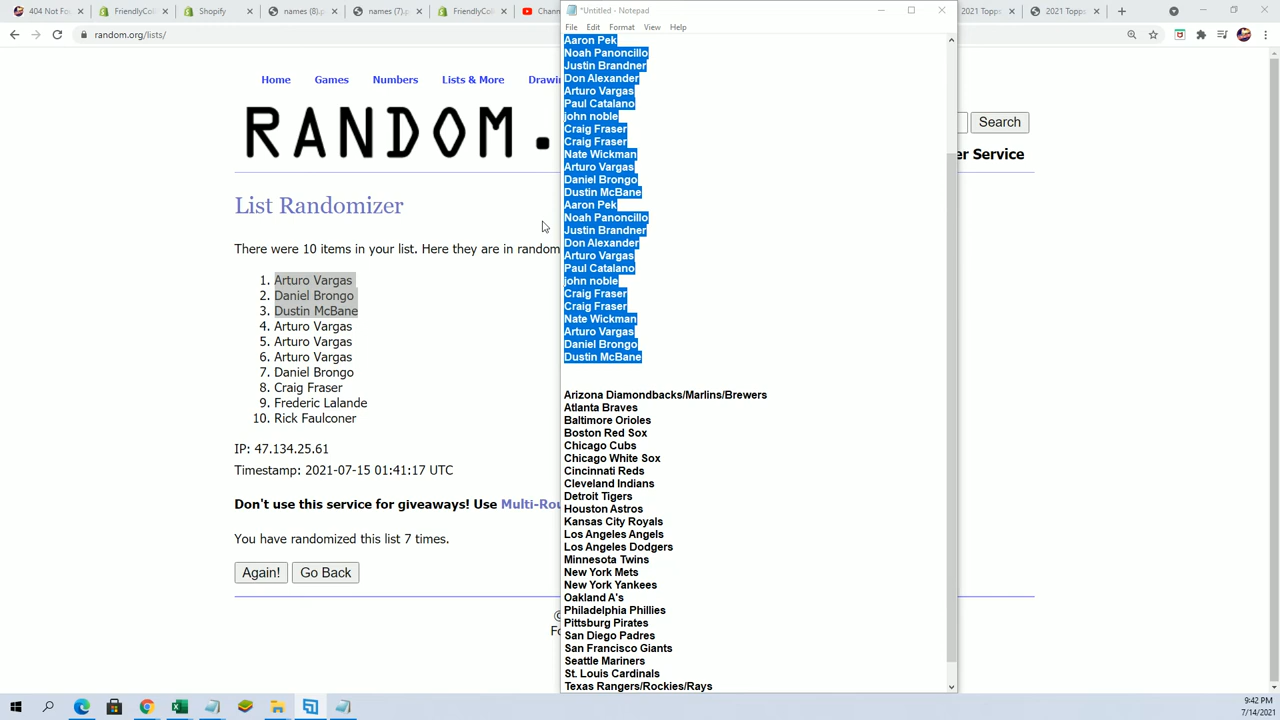 404 Not Fo
FriendlyCol
Shopify
names (8).p
names (7).p
FriendlyCol
Chann
2021 Topps
2021 Topps
random.org/lists/
Home
Games
Numbers
Lists & More
Drawin
RANDOM.
Search
er Service
List Randomizer
There were 10 items in your list. Here they are in random
1. Arturo Vargas
2. Daniel Brongo
3. Dustin McBane
4. Arturo Vargas
5. Arturo Vargas
6. Arturo Vargas
7. Daniel Brongo
8. Craig Fraser
9. Frederic Lalande
10. Rick Faulconer
IP: 47.134.25.61
Timestamp: 2021-07-15 01:41:17 UTC
Don't use this service for giveaways! Use Multi-Rou
You have randomized this list 7 times.
Again!
Go Back
©
Fo
*Untitled - Notepad
File
Edit
Format
View
Help
Aaron Pek
Noah Panoncillo
Justin Brandner
Don Alexander
Arturo Vargas
Paul Catalano
john noble
Craig Fraser
Craig Fraser
Nate Wickman
Arturo Vargas
Daniel Brongo
Dustin McBane
Aaron Pek
Noah Panoncillo
Justin Brandner
Don Alexander
Arturo Vargas
Paul Catalano
john noble
Craig Fraser
Craig Fraser
Nate Wickman
Arturo Vargas
Daniel Brongo
Dustin McBane
Arizona Diamondbacks/Marlins/Brewers
Atlanta Braves
Baltimore Orioles
Boston Red Sox
Chicago Cubs
Chicago White Sox
Cincinnati Reds
Cleveland Indians
Detroit Tigers
Houston Astros
Kansas City Royals
Los Angeles Angels
Los Angeles Dodgers
Minnesota Twins
New York Mets
New York Yankees
Oakland A's
Philadelphia Phillies
Pittsburg Pirates
San Diego Padres
San Francisco Giants
Seattle Mariners
St. Louis Cardinals
Texas Rangers/Rockies/Rays
9:42 PM
7/14/2021